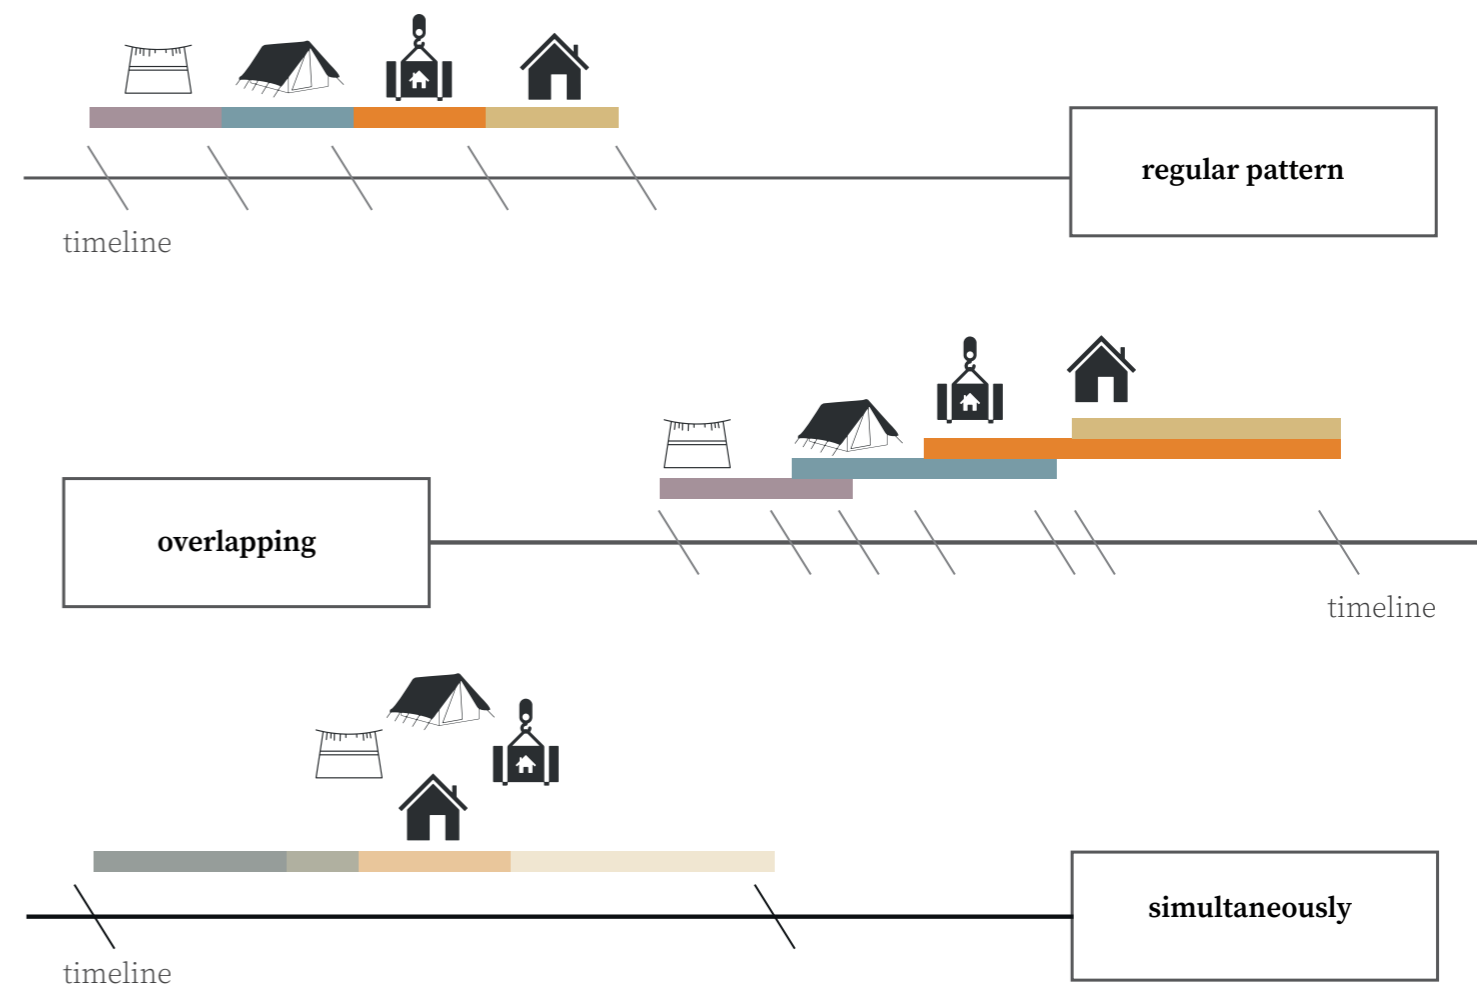 regular pattern
timeline
overlapping
timeline
simultaneously
timeline